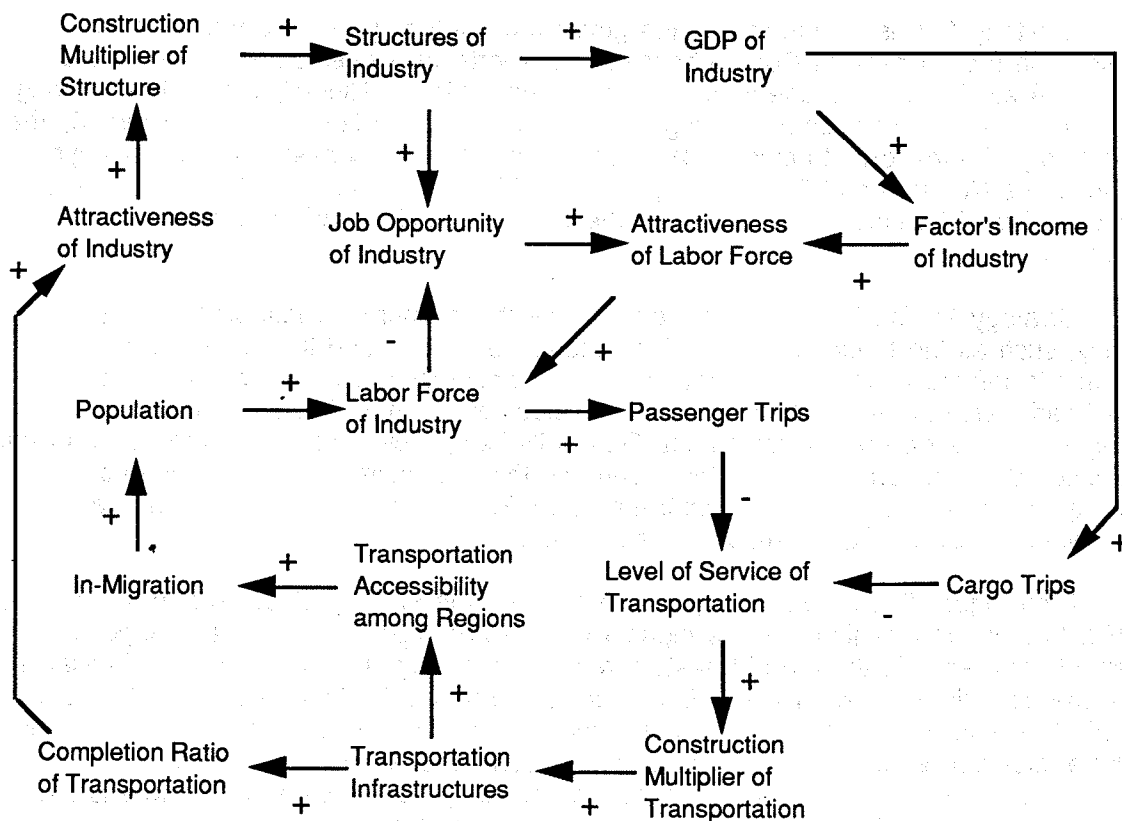 Construction
Multiplier of
Structure
+
Structures of
Industry
+
GDP of
Industry
+
+
+
Attractiveness
of Industry
Job Opportunity
of Industry
+
Attractiveness
of Labor Force
+
Factor's Income
of Industry
+
-
+
Population
+
Labor Force
of Industry
+
Passenger Trips
+
-
+
In-Migration
+
Transportation
Accessibility
among Regions
Level of Service of
Transportation
-
Cargo Trips
+
+
+
Completion Ratio
of Transportation
+
Transportation
Infrastructures
+
Construction
Multiplier of
Transportation